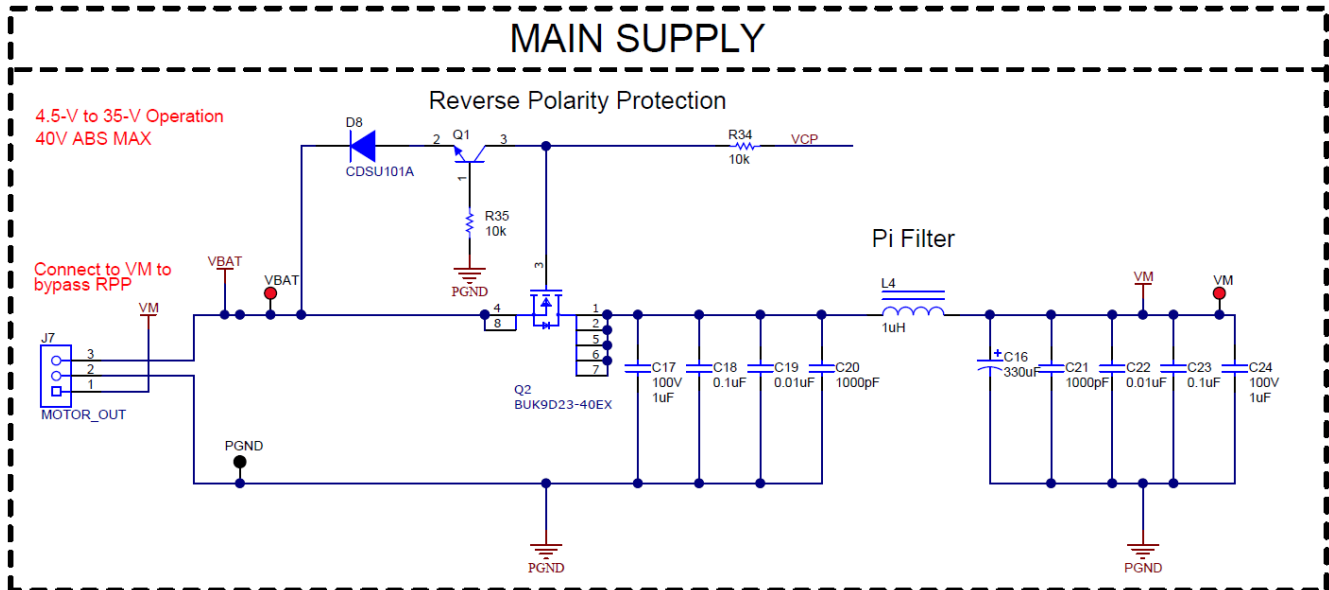 MAIN SUPPLY
4.5-V to 35-V Operation
40V ABS MAX
Reverse Polarity Protection
D8
CDSU101A
2
Q1
3
1
R34
10k
VCP
R35
10k
PGND
Pi Filter
Connect to VM to
bypass RPP
VM
VBAT
VBAT
3
4
8
1
2
5
6
7
Q2
BUK9D23-40EX
L4
1uH
VM
VM
J7
3
2
1
MOTOR_OUT
PGND
C17
100V
1uF
C18
0.1uF
C19
0.01uF
C20
1000pF
+
C16
330uF
C21
1000pF
C22
0.01uF
C23
0.1uF
C24
100V
1uF
PGND
PGND